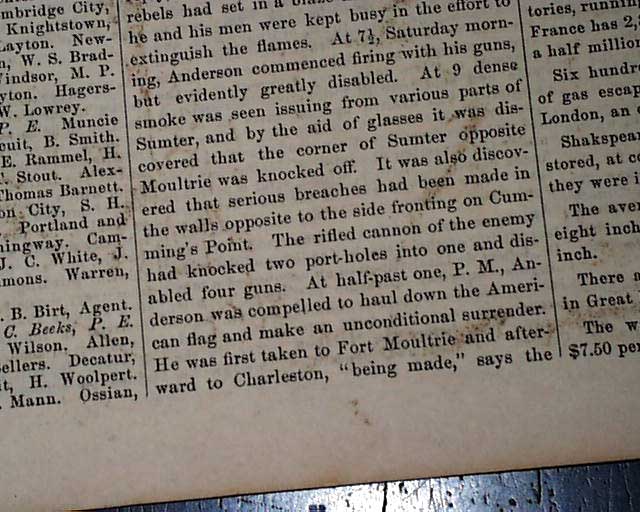 mbridge City,
Knightstown,
Layton. New-
n, W. S. Brad-
Windsor, M. P.
yton. Hagers-
W. Lowrey.
P. E. Muncie
cuit, B. Smith.
E. Rammel, H.
Stout. Alex-
Thomas Barnett.
on City, S. H.
Portland and
ningway. Cam-
J. C. White, J.
mons. Warren,
. B. Birt, Agent.
C. Beeks, P. E.
Wilson. Allen,
Sellers. Decatur,
it, H. Woolpert.
Mann. Ossian,
rebels had set in a
he and his men were kept busy in the effort to
extinguish the flames. At 7½, Saturday morn-
ing, Anderson commenced firing with his guns,
but evidently greatly disabled. At 9 dense
smoke was seen issuing from various parts of
Sumter, and by the aid of glasses it was dis-
covered that the corner of Sumter opposite
Moultrie was knocked off. It was also discov-
ered that serious breaches had been made in
the walls opposite to the side fronting on Cum-
ming's Point. The rifled cannon of the enemy
had knocked two port-holes into one and dis-
abled four guns. At half-past one, P. M., An-
derson was compelled to haul down the Ameri-
can flag and make an unconditional surrender.
He was first taken to Fort Moultrie and after-
ward to Charleston, "being made," says the
tories, runnin
France has 2,
a half million
Six hundr
of gas escap
London, an
Shakspear
stored, at c
they were i
The aver
eight inch
inch.
There a
in Great
The w
$7.50 per